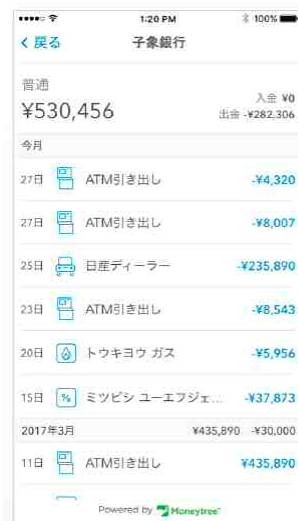 1:20 PM 100%
戻る 子象銀行
普通
¥530,456
入金 ¥0
出金 -¥282,306
今月
27日 ATM引き出し -¥4,320
27日 ATM引き出し -¥8,007
25日 日産ディーラー -¥235,890
23日 ATM引き出し -¥8,543
20日 トウキヨウ ガス -¥5,956
15日 % ミツビシ ユーエフジェ... -¥37,873
2017年3月 ¥435,890 -¥30,000
11日 ATM引き出し ¥435,890
Powered by Moneytree